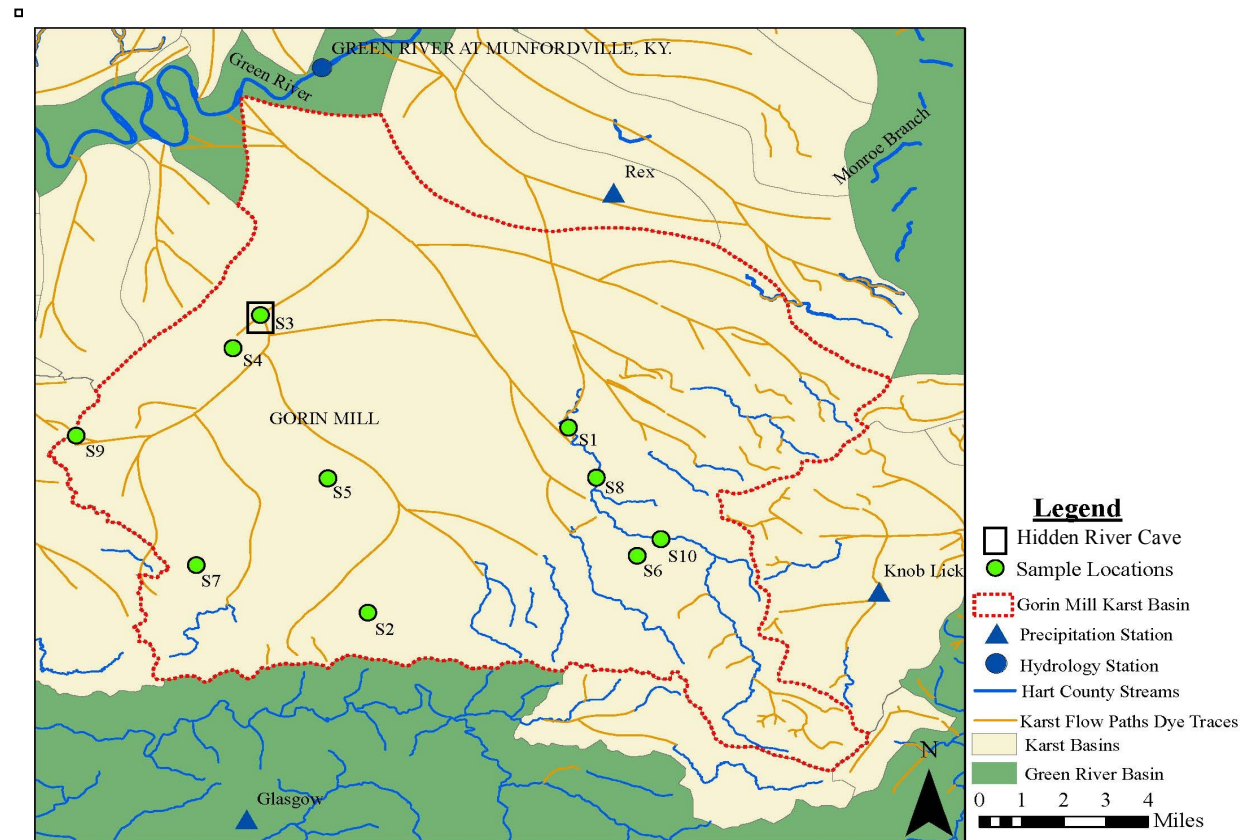 GREEN RIVER AT MUNFORDVILLE, KY.
Green River
Monroe Branch
Rex
S3
S4
GORIN MILL
S1
S9
S5
S8
S10
S6
S7
Knob Lick
S2
Glasgow
N
Legend
Hidden River Cave
Sample Locations
Gorin Mill Karst Basin
Precipitation Station
Hydrology Station
Hart County Streams
Karst Flow Paths Dye Traces
Karst Basins
Green River Basin
0 1 2 3 4
Miles